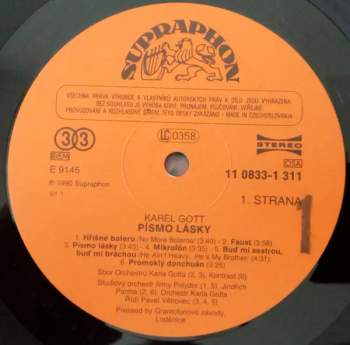 SUPRAPHON
VŠECHNA PRÁVA VÝROBCE A VLASTNÍKŮ AUTORSKÝCH PRÁV K DÍLU JSOU VYHRAZENA.
BEZ SOUHLASU JE VÝROBA KOPIÍ, PRONÁJEM, PŮJČOVÁNÍ, VEŘEJNÉ
PROVOZOVÁNÍ A ROZHLASOVÉ ŠÍŘENÍ TÉTO DESKY ZAKÁZÁNO - MADE IN CZECHOSLOVAKIA
33
LC 0358
STEREO
E 9145
OSA
℗ 1990 Supraphon
11 0833-1 311
1. STRANA
1
KAREL GOTT
PÍSMO LÁSKY
1. Hříšné bolero (No More Boleros) (3:40) - 2. Faust (3:56)
3. Písmo lásky (3:43) - 4. Mikrofón - 5. Buď mi sestrou,
buď mi bráchou (He Ain't Heavy... He's My Brother) (4:31)
6. Promoklý donchuán (3:25)
Sbor Orchestru Karla Gotta (2, 3), Kontrast (6)
Studiový orchestr Jirky (1, 5), Jindřich
Parma (2, 6), Orchestr Karla Gotta
Řídí Pavel Větrovec (3, 4, 5)
Pressed by Gramofonové závody,
Loděnice